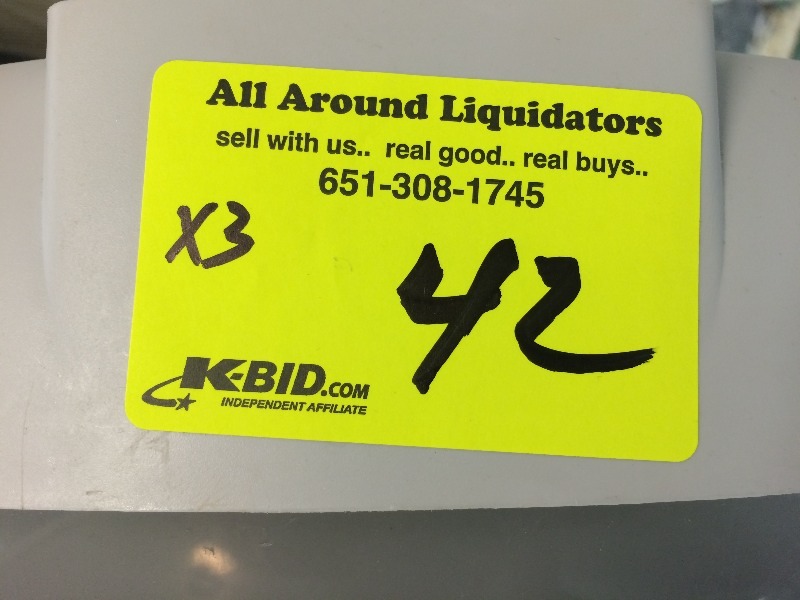 All Around Liquidators
sell with us.. real good.. real buys..
651-308-1745
X3
42
K-BID.COM
INDEPENDENT AFFILIATE